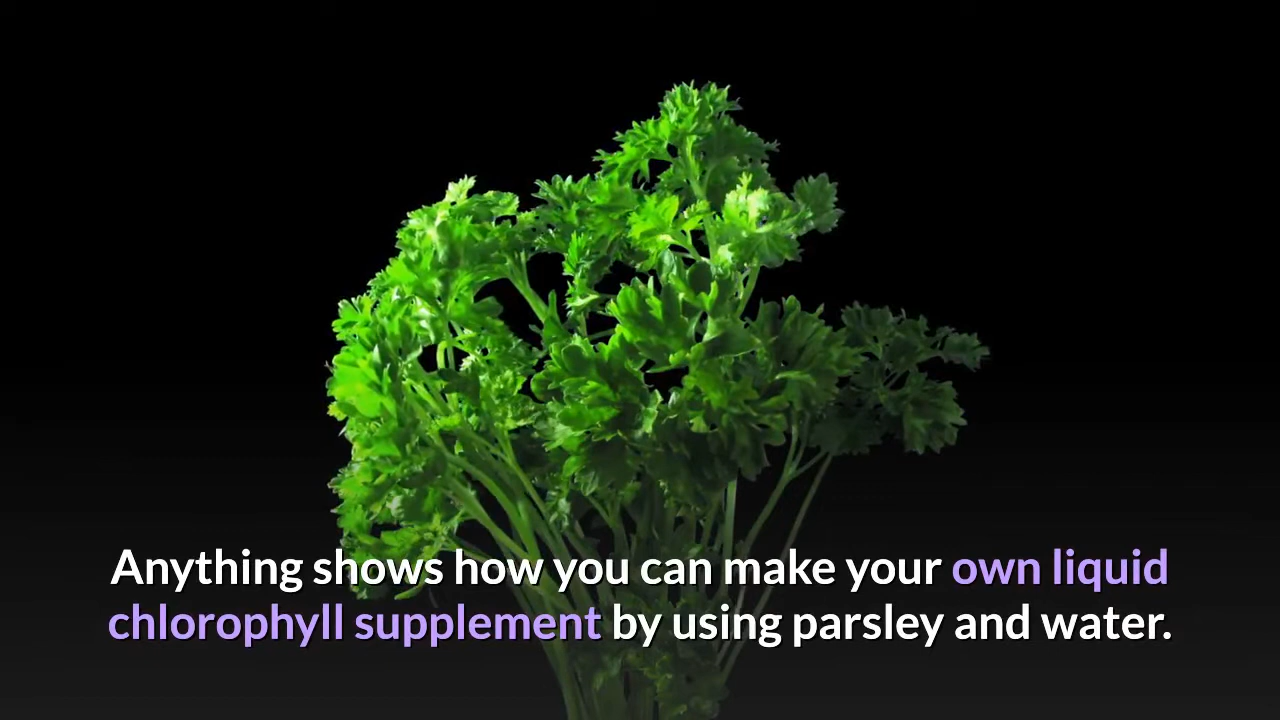 Anything shows how you can make your own liquid
chlorophyll supplement by using parsley and water.